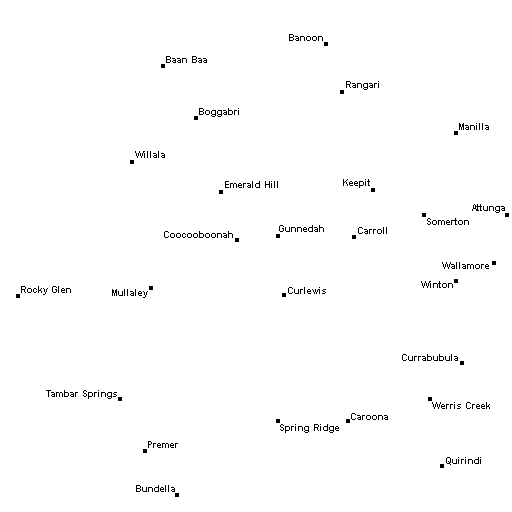 Banoon
Baan Baa
Rangari
Boggabri
Manilla
Willala
Emerald Hill
Keepit
Attunga
Somerton
Gunnedah
Carroll
Coocooboonah
Wallamore
Winton
Rocky Glen
Mullaley
Curlewis
Currabubula
Tambar Springs
Werris Creek
Caroona
Spring Ridge
Premer
Quirindi
Bundella